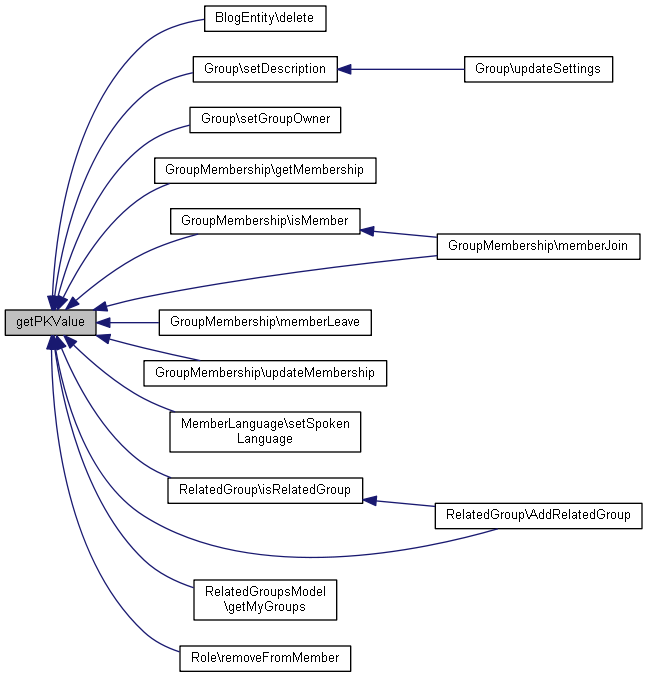 BlogEntity\delete
Group\setDescription
Group\updateSettings
Group\setGroupOwner
GroupMembership\getMembership
GroupMembership\isMember
GroupMembership\memberJoin
getPKValue
GroupMembership\memberLeave
GroupMembership\updateMembership
MemberLanguage\setSpoken
Language
RelatedGroup\isRelatedGroup
RelatedGroup\AddRelatedGroup
RelatedGroupsModel
\getMyGroups
Role\removeFromMember